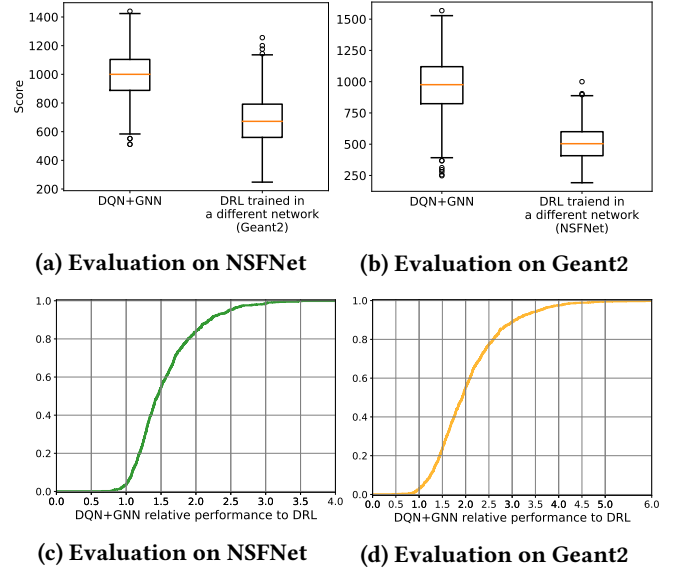 1400
1200
1000
800
600
400
200
Score
DQN+GNN
DRL trained in
a different network
(Geant2)
1500
1250
1000
750
500
250
DQN+GNN
DRL traiend in
a different network
(NSFNet)
(a) Evaluation on NSFNet
(b) Evaluation on Geant2
1.0
0.8
0.6
0.4
0.2
0.0
0.0 0.5 1.0 1.5 2.0 2.5 3.0 3.5 4.0
DQN+GNN relative performance to DRL
1.0
0.8
0.6
0.4
0.2
0.0
0.0 0.5 1.0 1.5 2.0 2.5 3.0 3.5 4.0 4.5 5.0 6.0
DQN+GNN relative performance to DRL
(c) Evaluation on NSFNet
(d) Evaluation on Geant2